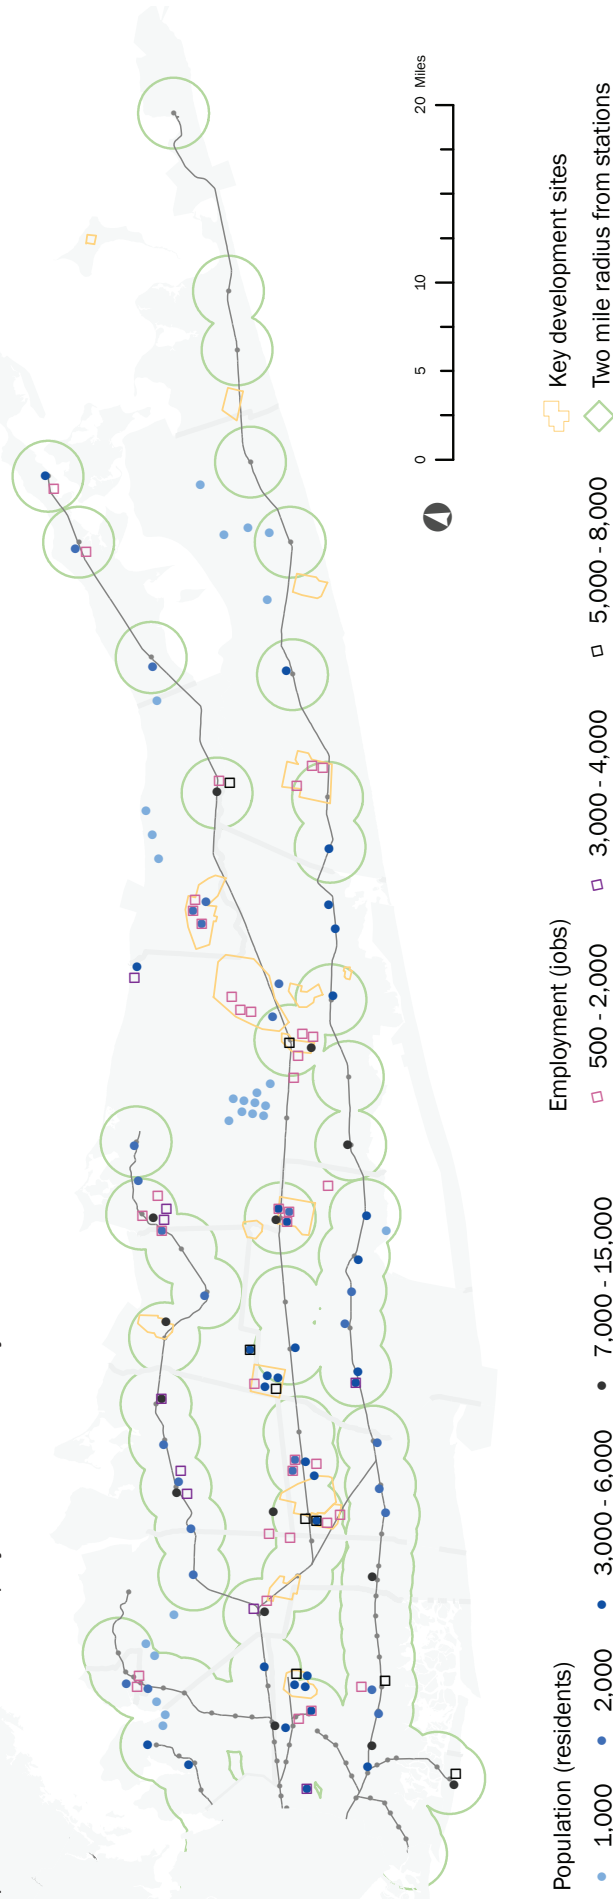 0 5 10 20 Miles
Population (residents)
1,000 2,000 3,000 - 6,000 7,000 - 15,000
Employment (jobs)
500 - 2,000 3,000 - 4,000 5,000 - 8,000
Key development sites
Two mile radius from stations